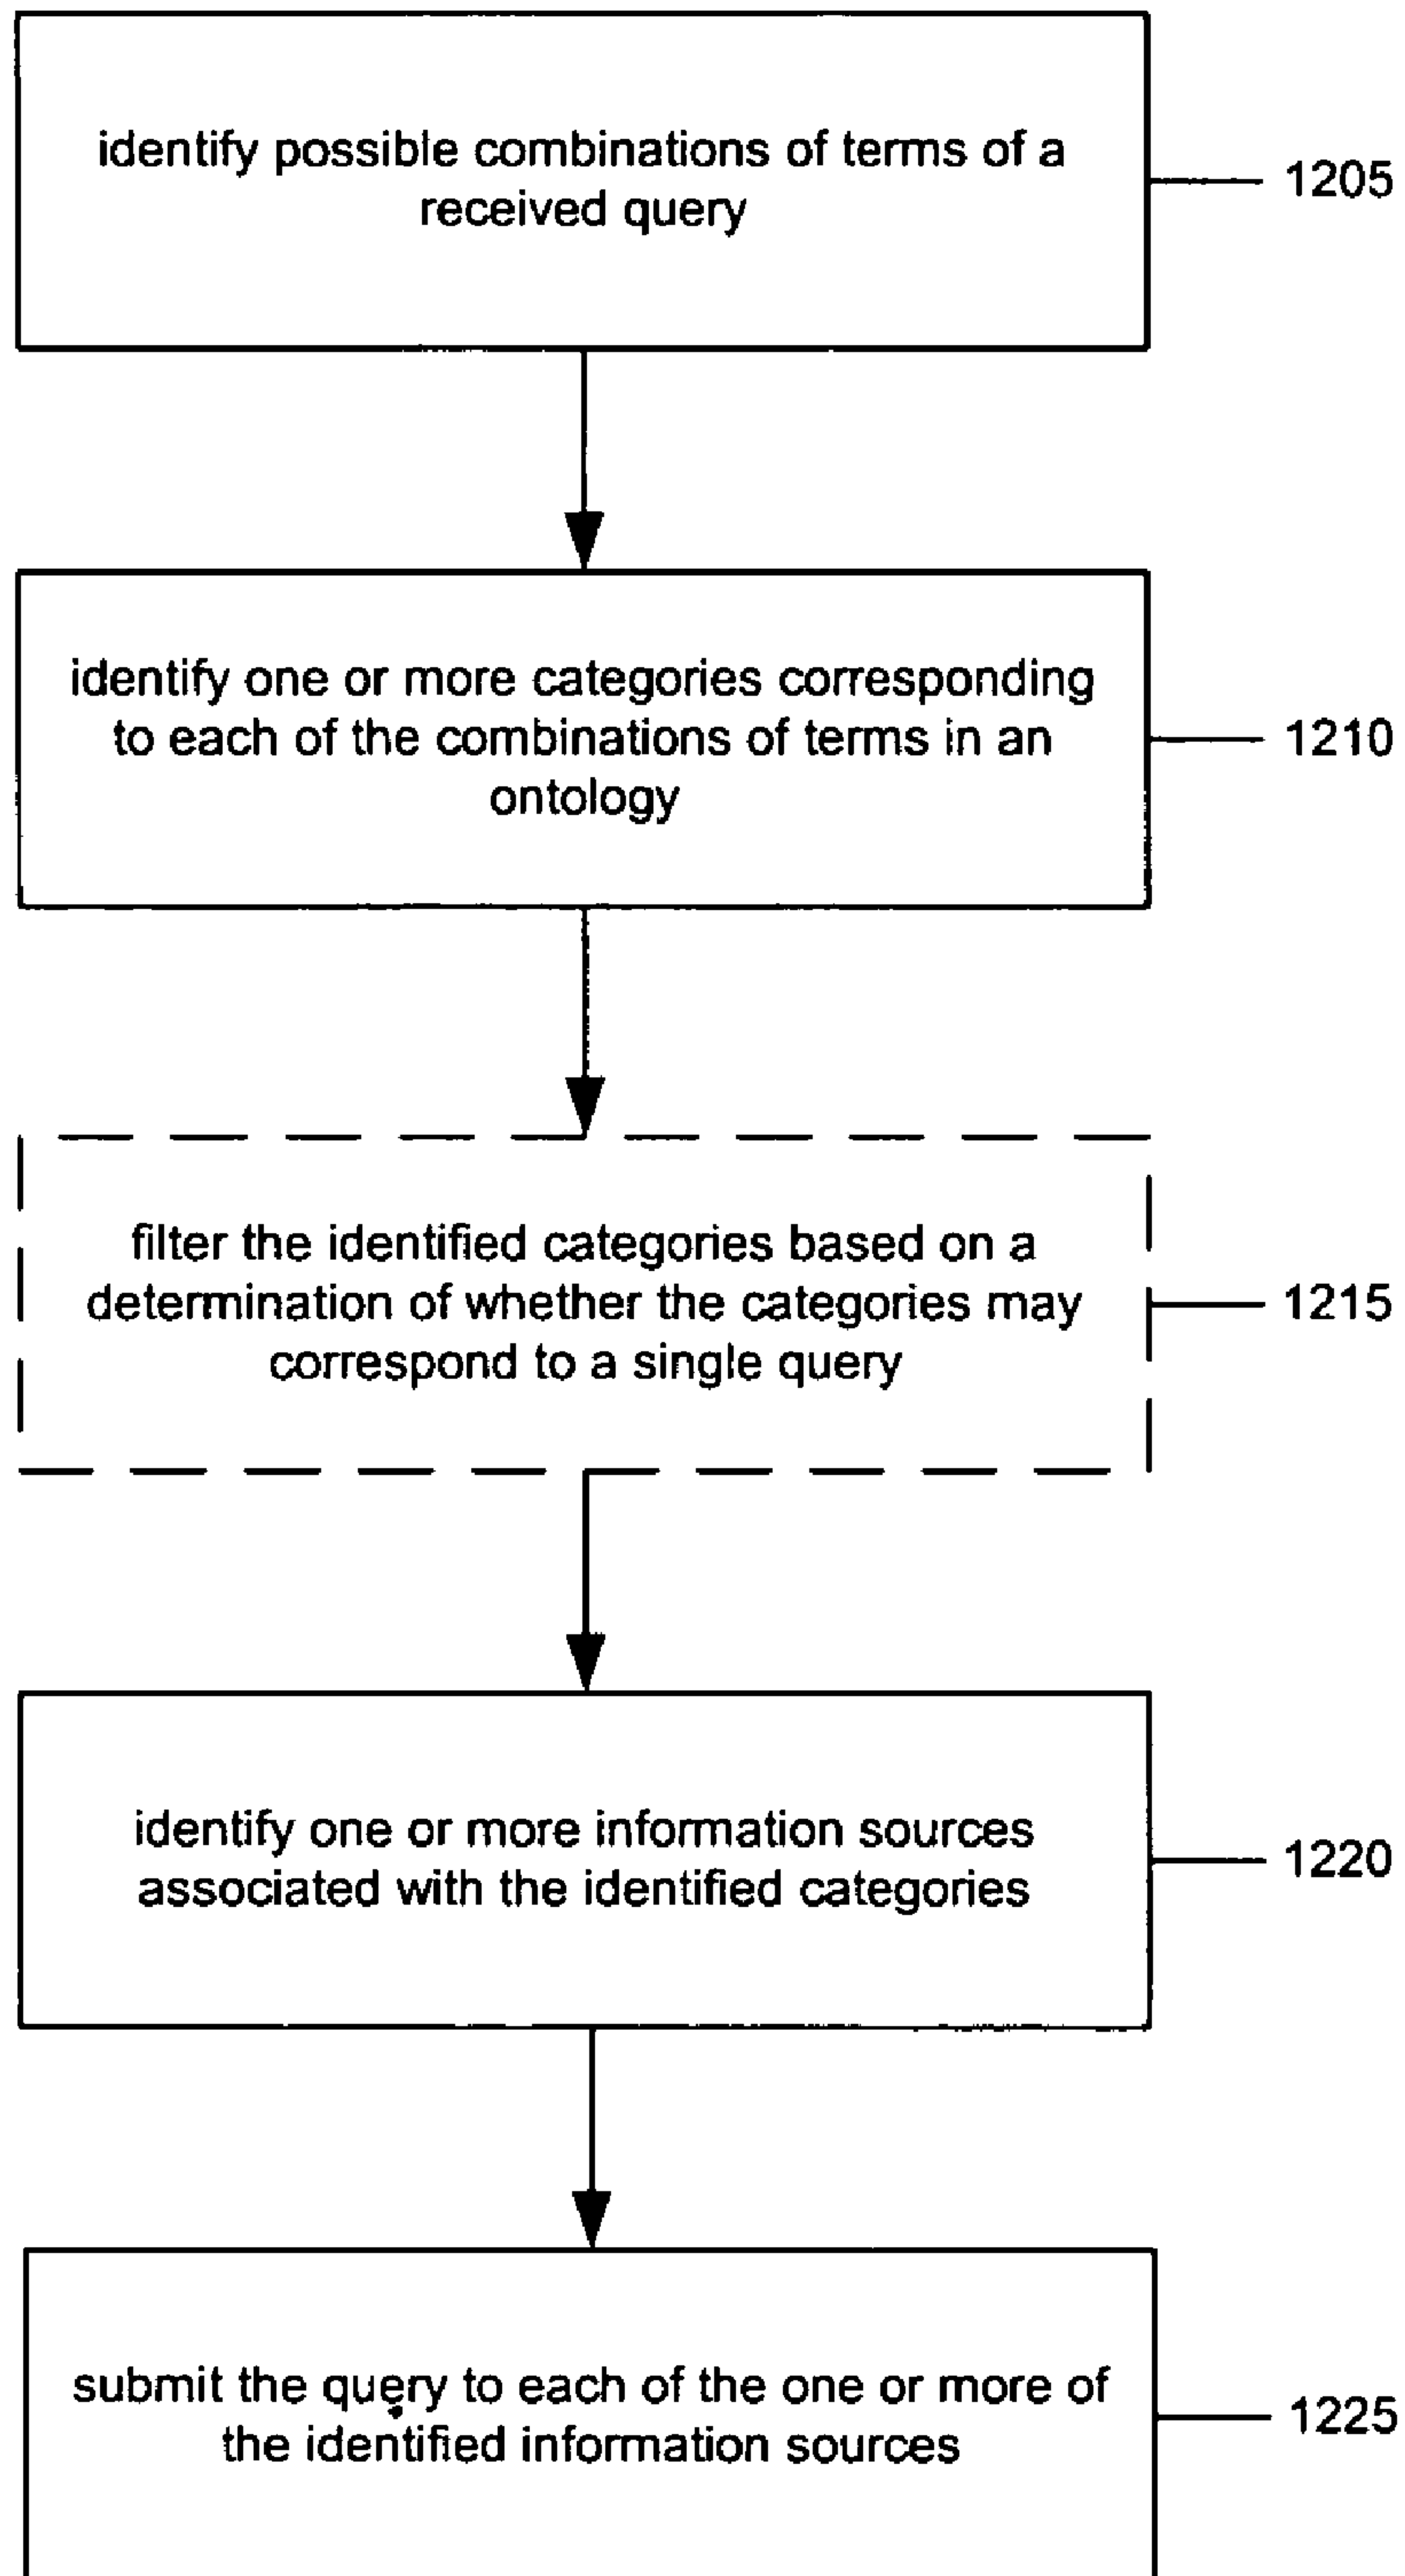 identify possible combinations of terms of a
received query
1205
identify one or more categories corresponding
to each of the combinations of terms in an
ontology
1210
filter the identified categories based on a
determination of whether the categories may
correspond to a single query
1215
identify one or more information sources
associated with the identified categories
1220
submit the query to each of the one or more of
the identified information sources
1225